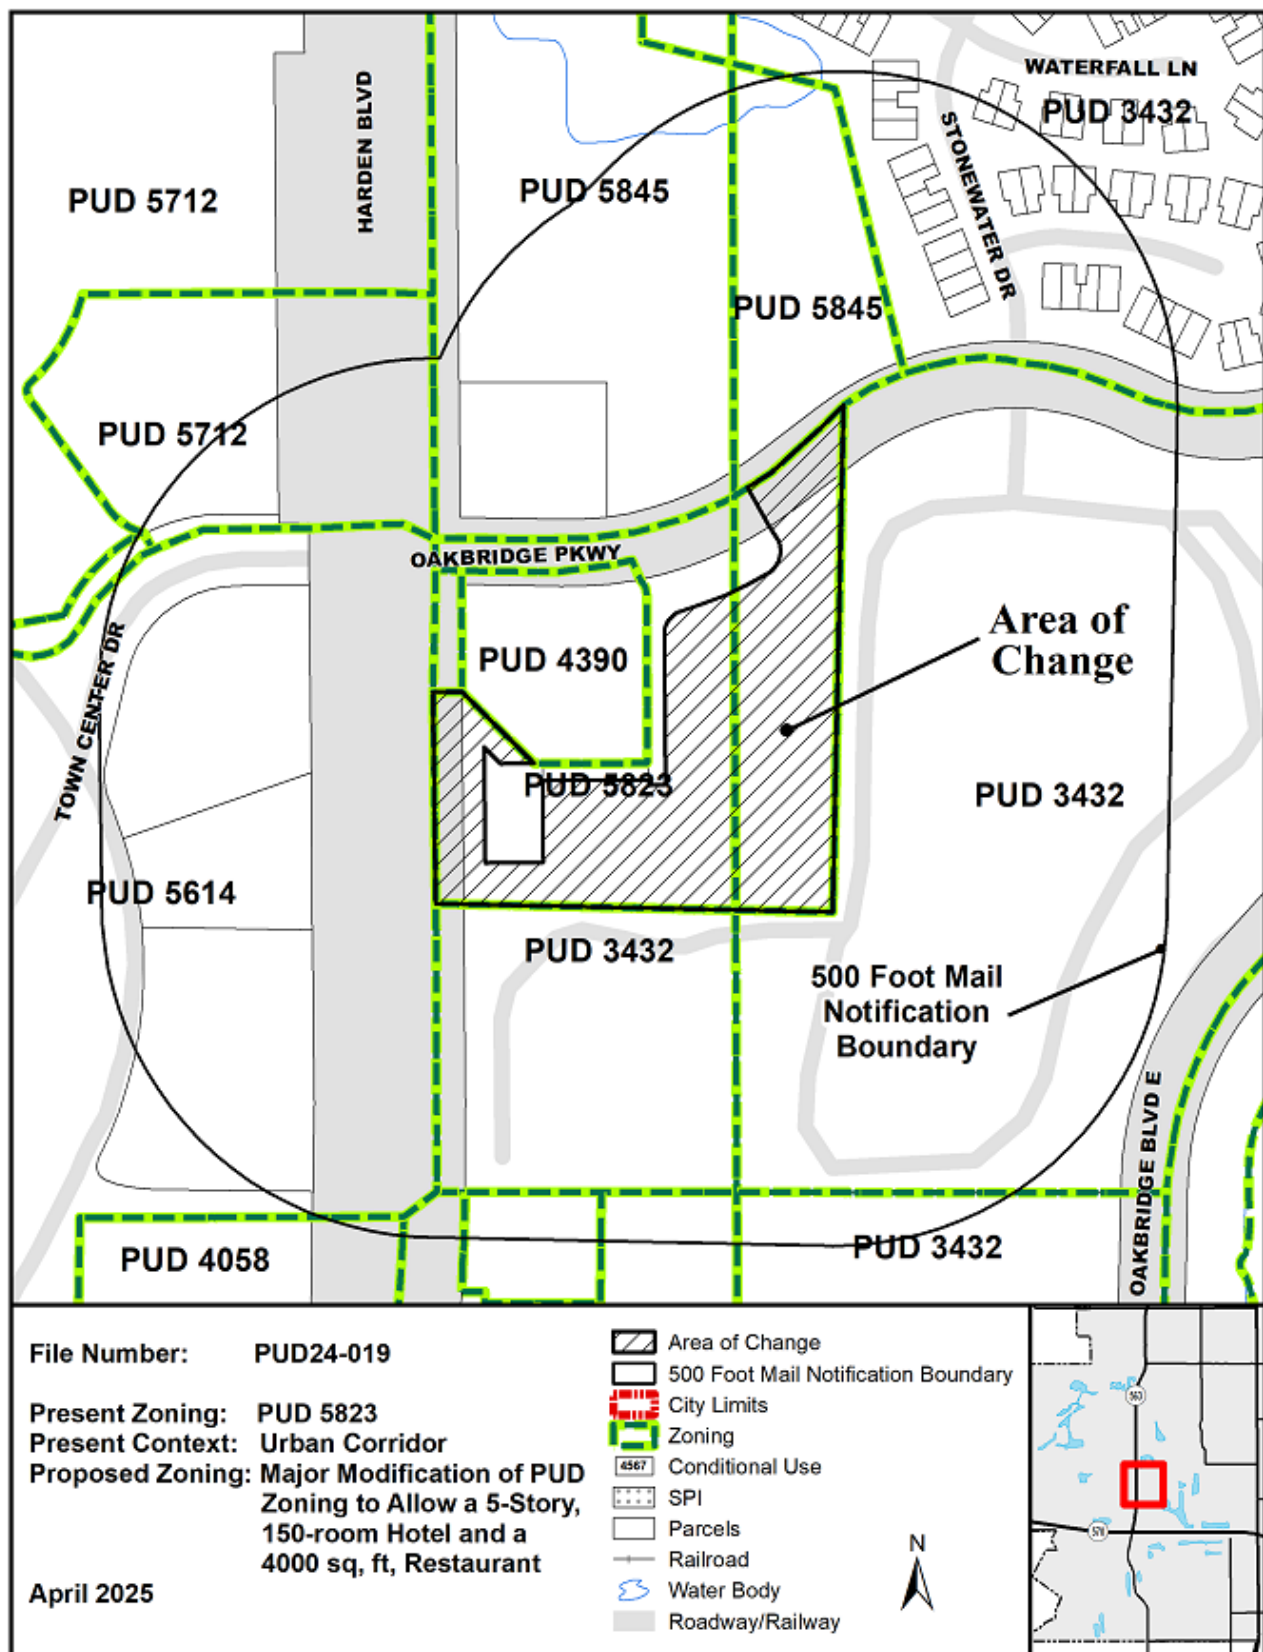 WATERFALL LN
PUD 3432
HARDEN BLVD
STONEWATER DR
PUD 5712
PUD 5845
PUD 5845
PUD 5712
OAKBRIDGE PKWY
Area of
Change
PUD 4390
TOWN CENTER DR
PUD 5823
PUD 3432
PUD 5614
PUD 3432
500 Foot Mail
Notification
Boundary
OAKBRIDGE BLVD E
PUD 4058
PUD 3432
File Number: PUD24-019
Present Zoning: PUD 5823
Present Context: Urban Corridor
Proposed Zoning: Major Modification of PUD
Zoning to Allow a 5-Story,
150-room Hotel and a
4000 sq, ft, Restaurant
April 2025
Area of Change
500 Foot Mail Notification Boundary
City Limits
Zoning
4567 Conditional Use
SPI
Parcels
Railroad
Water Body
Roadway/Railway
N
563
570